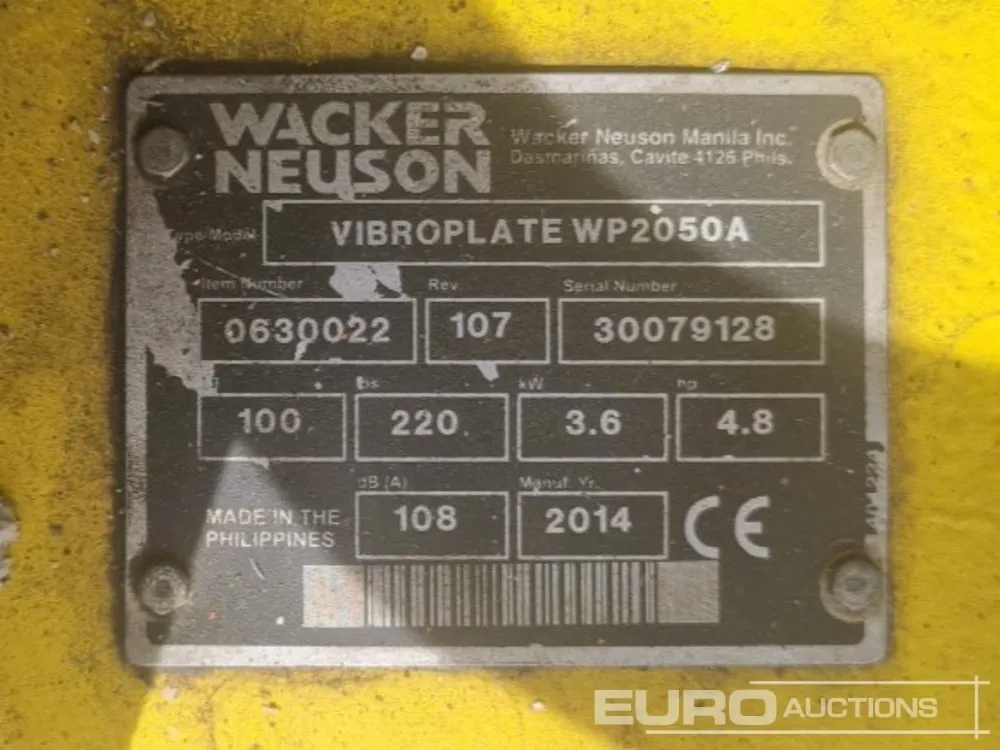 WACKER
NEUSON
Wacker Neuson Manila Inc.
Dasmariñas, Cavite 4126 Phils.
Type/Model
VIBROPLATE WP2050A
Item Number Rev. Serial Number
0630022 107 30079128
lbs kW hp
100 220 3.6 4.8
dB (A) Manuf. Yr.
MADE IN THE
PHILIPPINES
108 2014 CE
EURO AUCTIONS